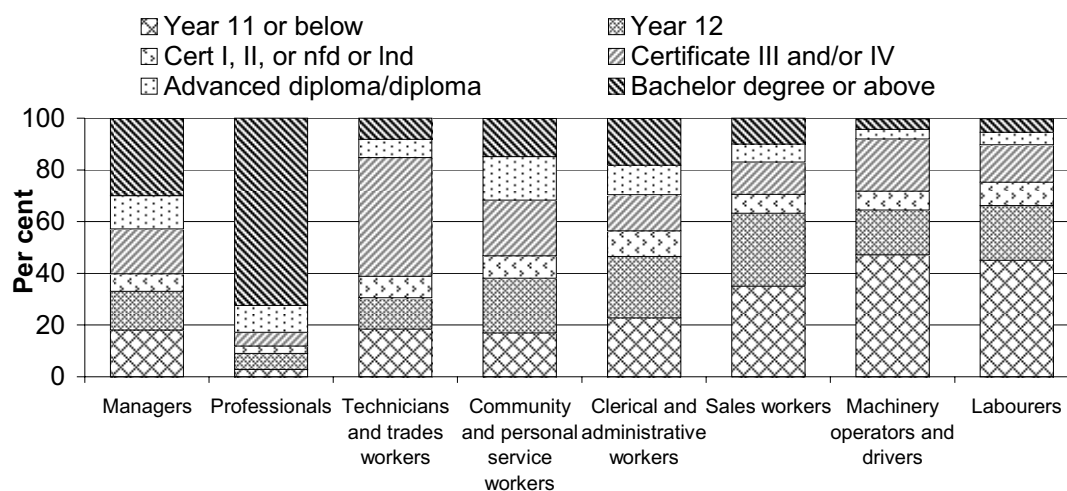 Year 11 or below
Year 12
Cert I, II, or nfd or lnd
Certificate III and/or IV
Advanced diploma/diploma
Bachelor degree or above
Per cent
100
80
60
40
20
0
Managers
Professionals
Technicians
and trades
workers
Community
and personal
service
workers
Clerical and
administrative
workers
Sales workers
Machinery
operators and
drivers
Labourers